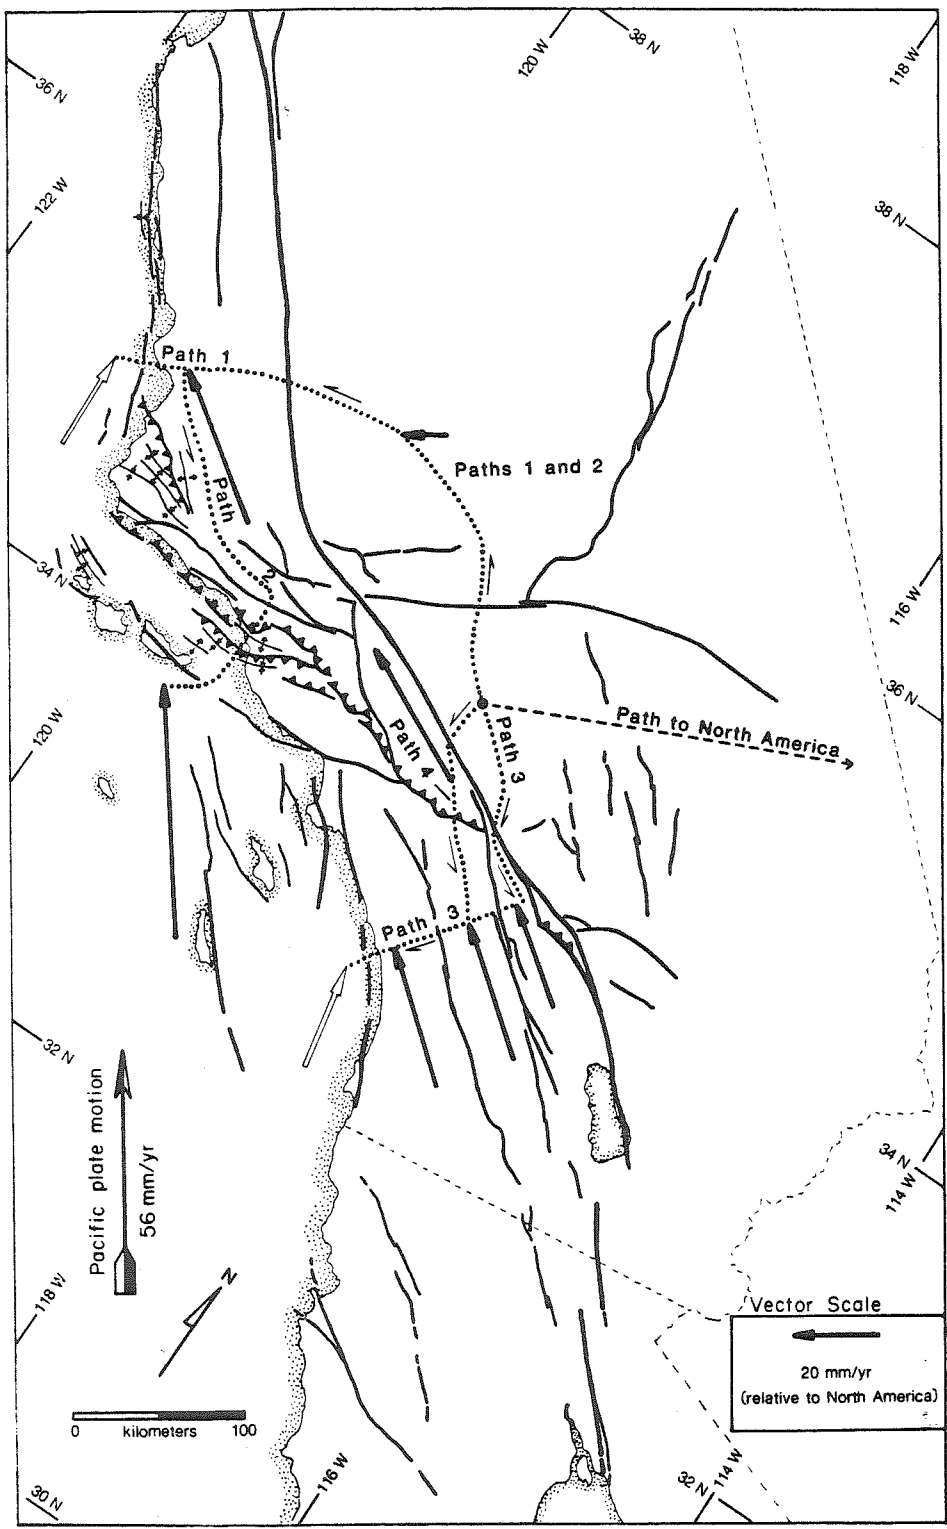 120 W
38 N
118 W
36 N
122 W
38 N
Path 1
Paths 1 and 2
Path
2
34 N
116 W
36 N
Path to North America
120 W
Path 4
Path 3
Path 3
32 N
Pacific plate motion
56 mm/yr
34 N
114 W
N
118 W
Vector Scale
20 mm/yr
(relative to North America)
0 kilometers 100
30 N
116 W
32 N
114 W